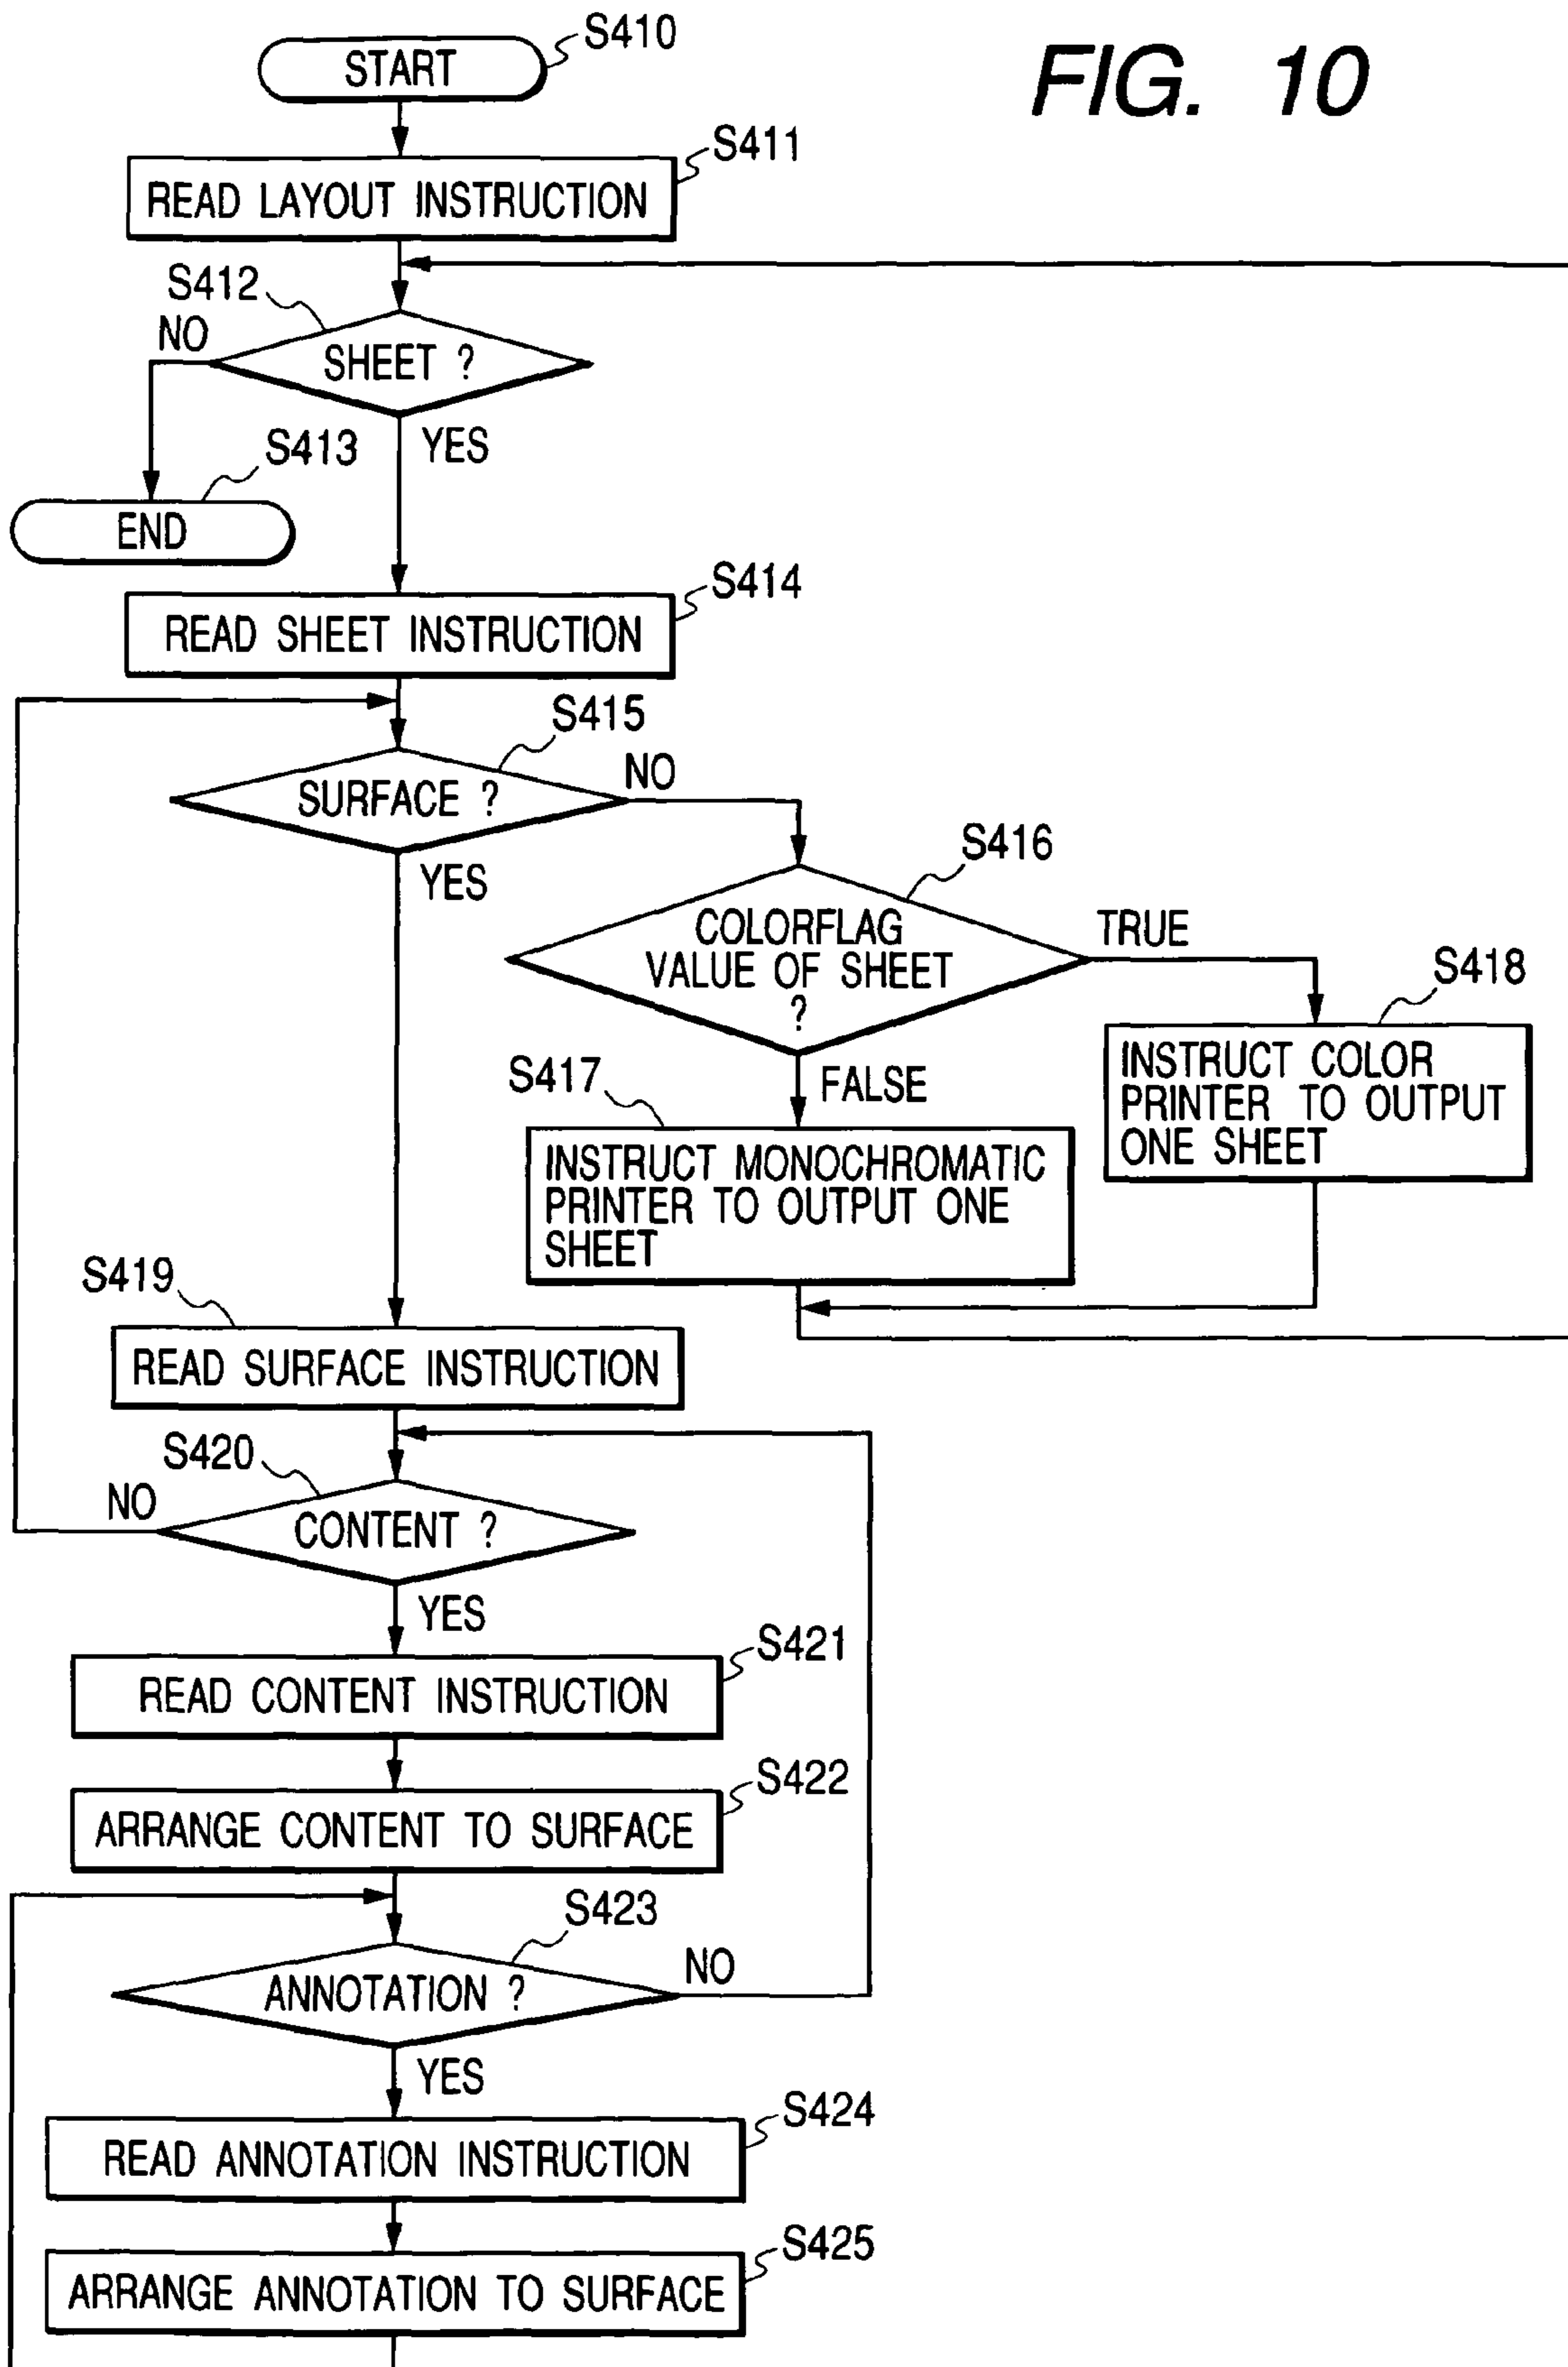 FIG. 10
START
S410
READ LAYOUT INSTRUCTION
S411
S412
NO
SHEET ?
YES
S413
END
S414
READ SHEET INSTRUCTION
S415
SURFACE ?
NO
YES
S416
COLORFLAG
VALUE OF SHEET
?
TRUE
FALSE
S418
INSTRUCT COLOR
PRINTER TO OUTPUT
ONE SHEET
S417
INSTRUCT MONOCHROMATIC
PRINTER TO OUTPUT ONE
SHEET
S419
READ SURFACE INSTRUCTION
S420
NO
CONTENT ?
YES
S421
READ CONTENT INSTRUCTION
S422
ARRANGE CONTENT TO SURFACE
S423
ANNOTATION ?
NO
YES
S424
READ ANNOTATION INSTRUCTION
S425
ARRANGE ANNOTATION TO SURFACE